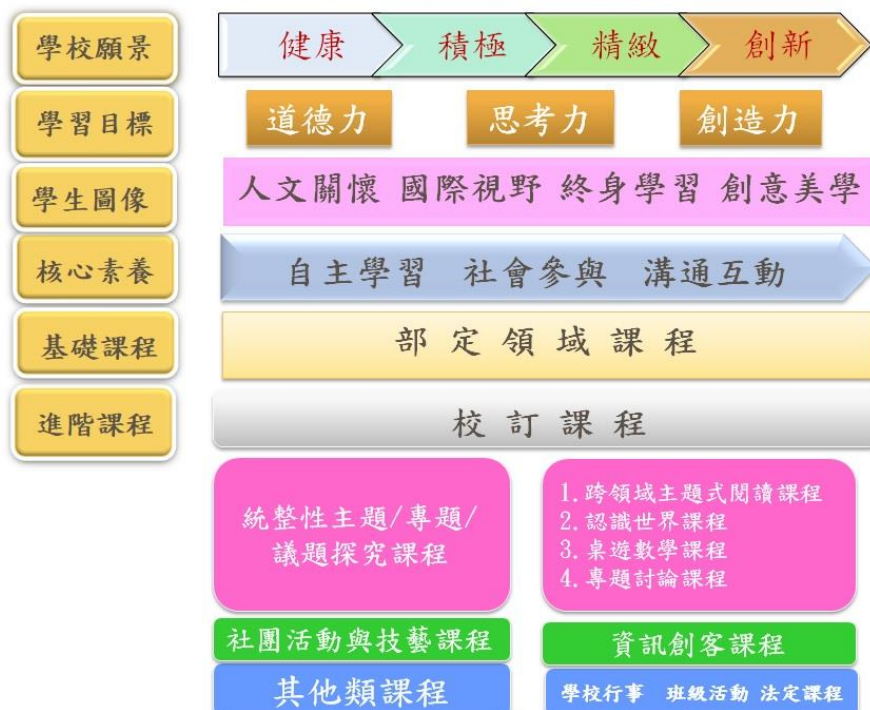 學校願景
健康 積極 精緻 創新
學習目標
道德力 思考力 創造力
學生圖像
人文關懷 國際視野 終身學習 創意美學
核心素養
自主學習 社會參與 溝通互動
基礎課程
部定領域課程
進階課程
校訂課程
統整性主題/專題/
議題探究課程
1.跨領域主題式閱讀課程
2.認識世界課程
3.桌遊數學課程
4.專題討論課程
社團活動與技藝課程
資訊創客課程
其他類課程
學校行事 班級活動 法定課程